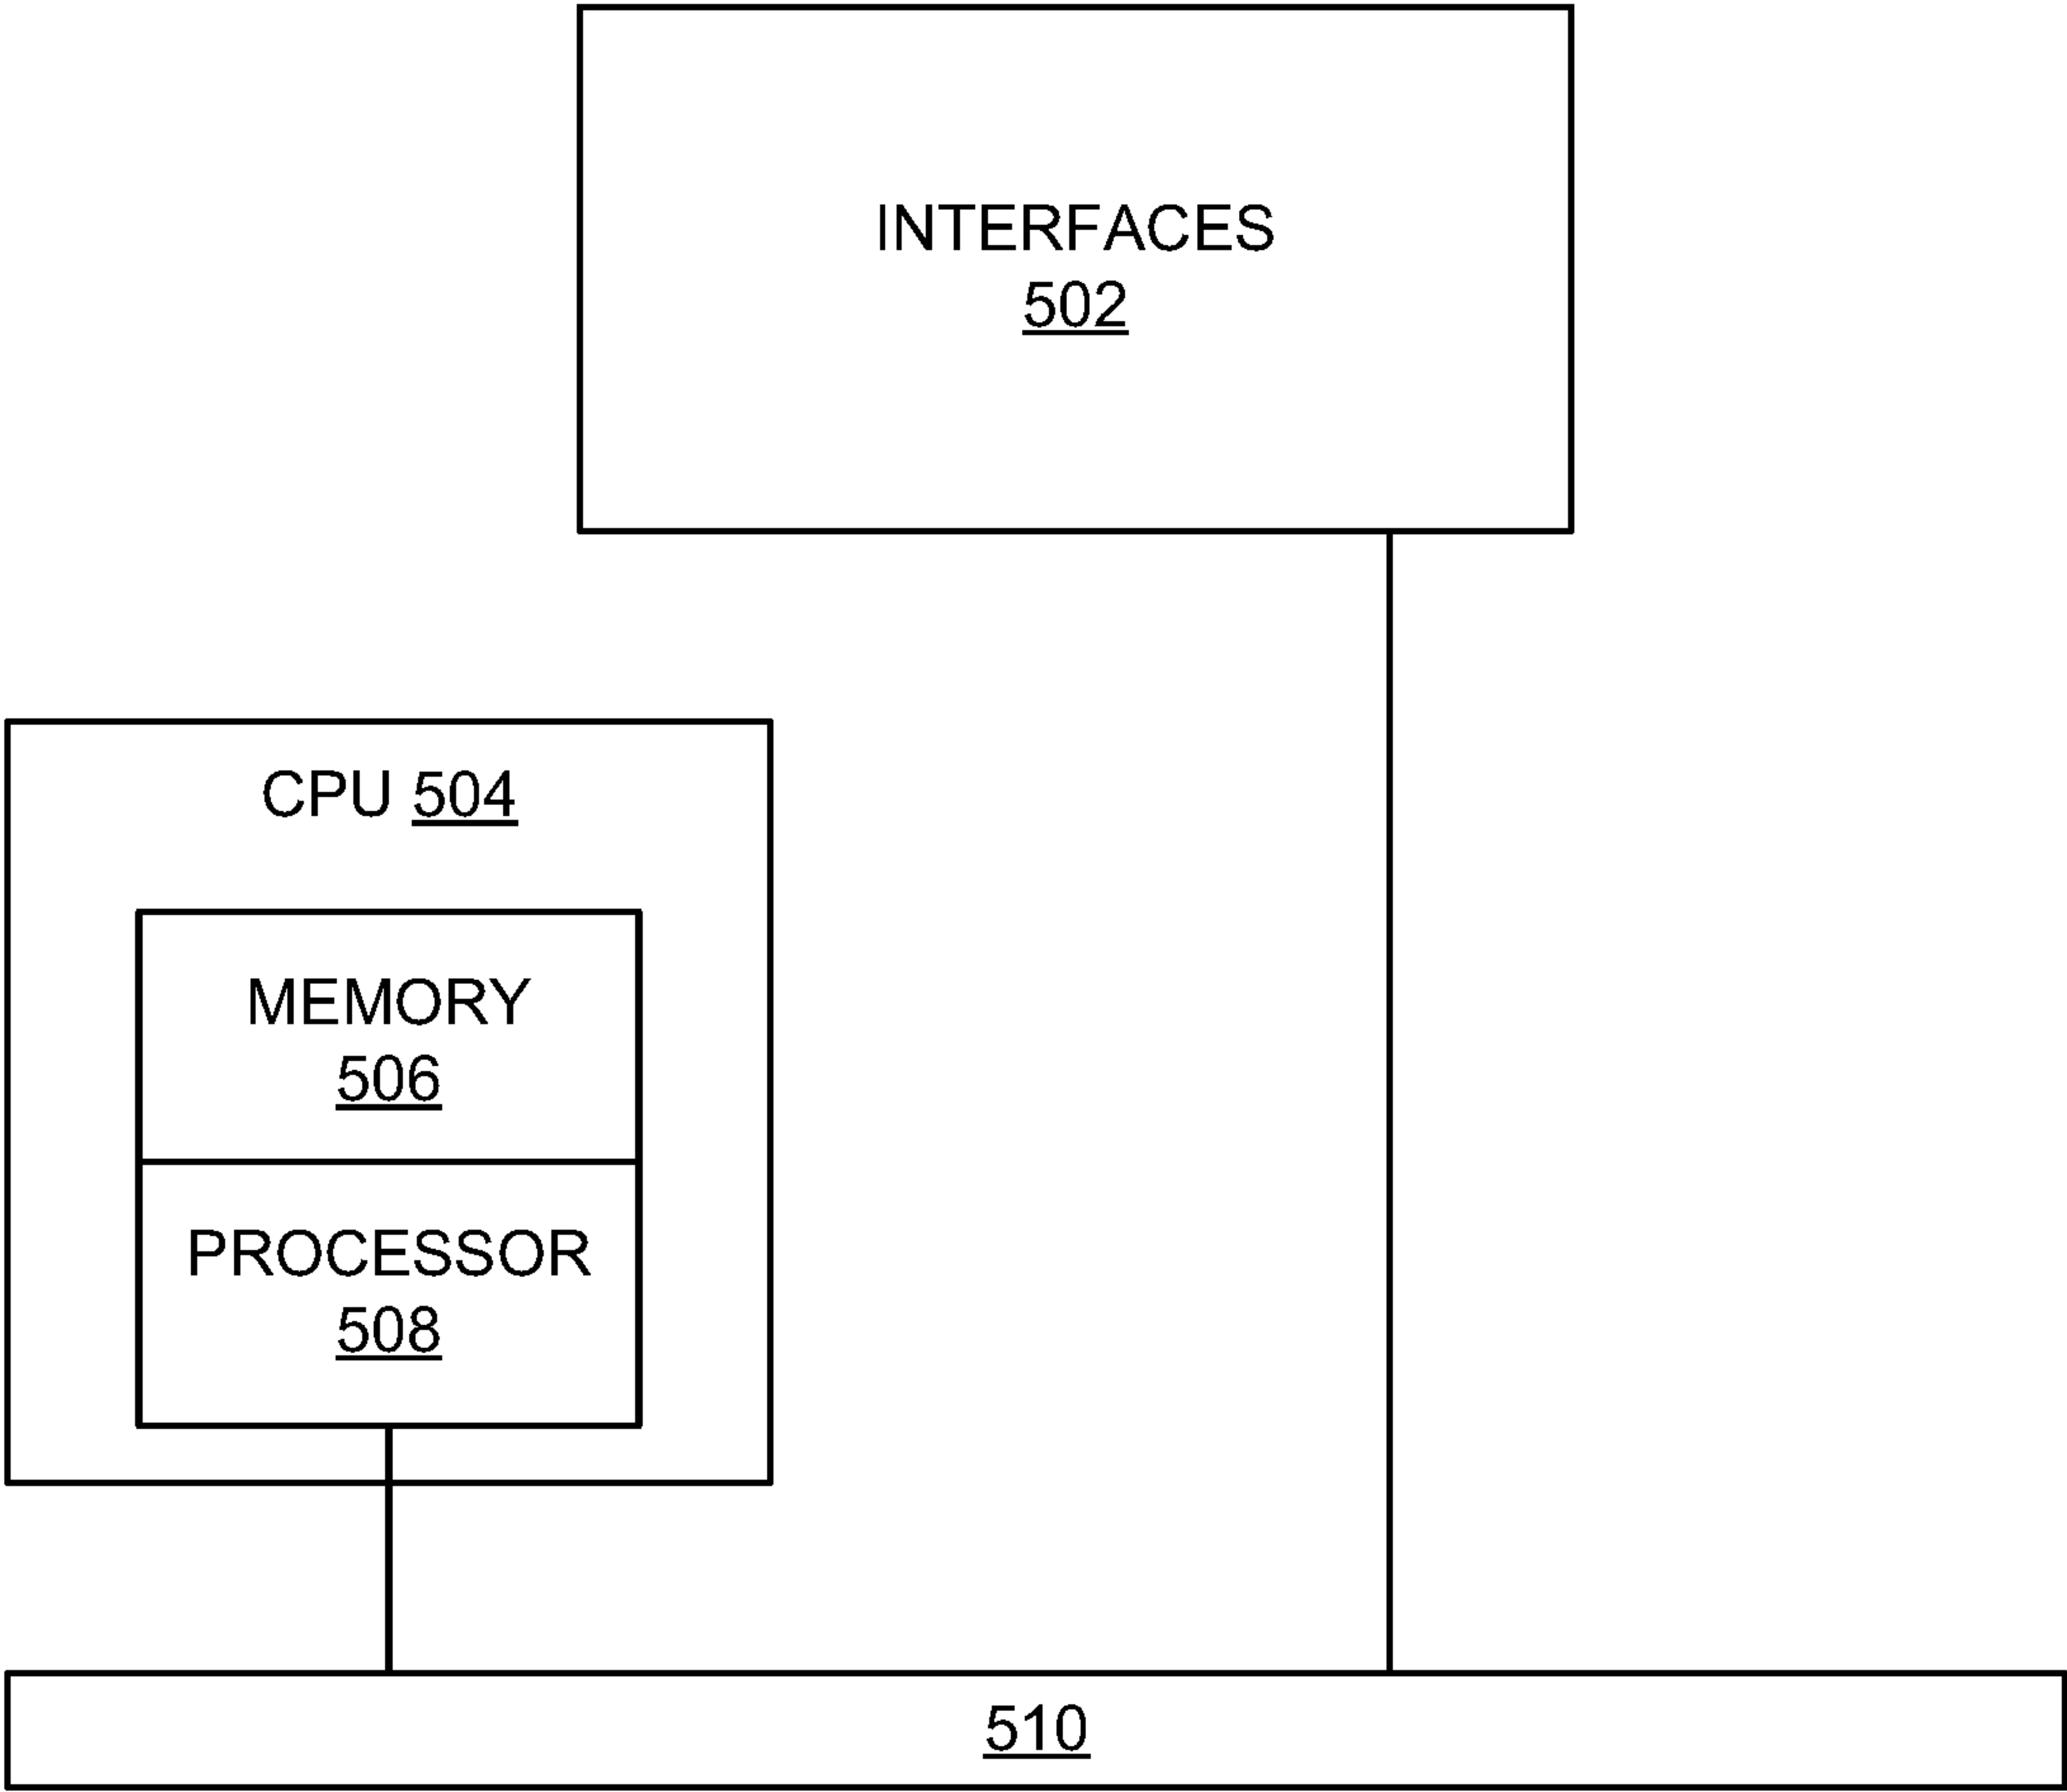 INTERFACES
502
CPU 504
MEMORY
506
PROCESSOR
508
510